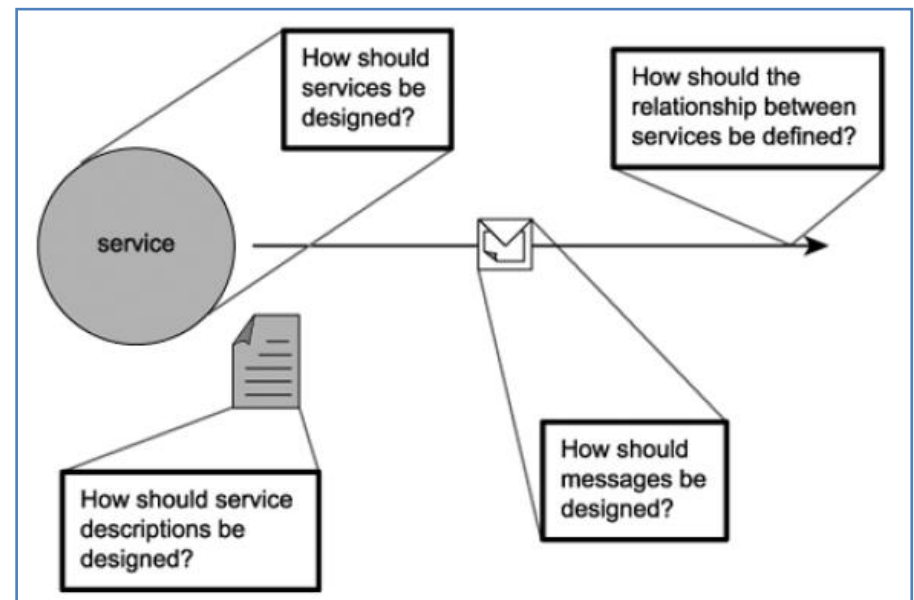 How should
services be
designed?
How should the
relationship between
services be defined?
service
How should
messages be
designed?
How should service
descriptions be
designed?